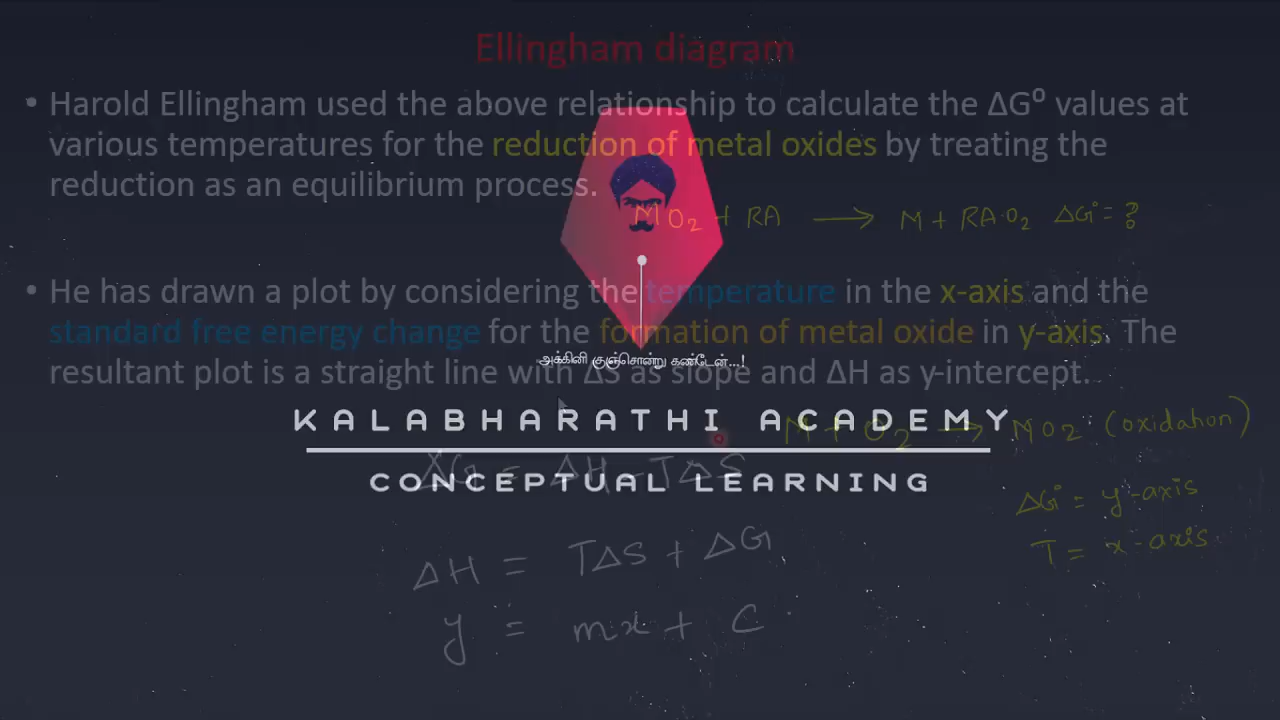 Ellingham diagram
• Harold Ellingham used the above relationship to calculate the ΔG⁰ values at
various temperatures for the reduction of metal oxides by treating the
reduction as an equilibrium process.
MO₂ + RA ⟶ M + RA·O₂ ΔG° = ?
• He has drawn a plot by considering the temperature in the x-axis and the
standard free energy change for the formation of metal oxide in y-axis. The
resultant plot is a straight line with ΔS as slope and ΔH as y-intercept.
அக்கினி குஞ்சொன்று கண்டேன்...!
KALABHARATHI ACADEMY
CONCEPTUAL LEARNING
M + O₂ ⟶ MO₂ (oxidation)
ΔG = ΔH - TΔS
ΔG° = y-axis
T = x-axis
ΔH = TΔS + ΔG
y = mx + C